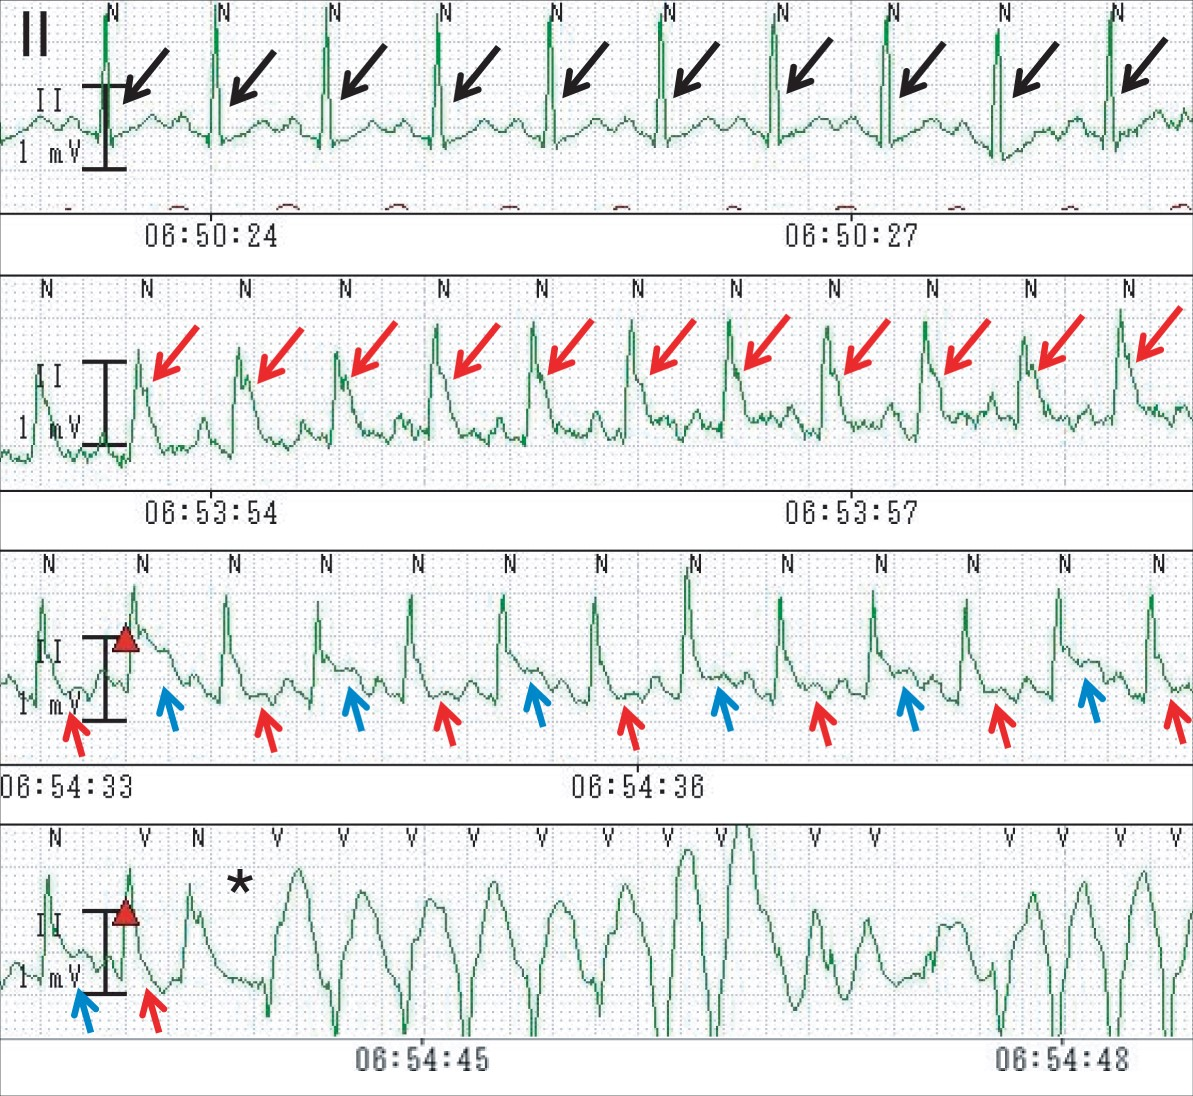 II
N N N N N N N N N N
II
1 mV
06:50:24 06:50:27
N N N N N N N N N N N N
II
1 mV
06:53:54 06:53:57
N N N N N N N N N N N N N
II
1 mV
06:54:33 06:54:36
N V N V V V V V V V V V V V V V V
*
II
1 mV
06:54:45 06:54:48